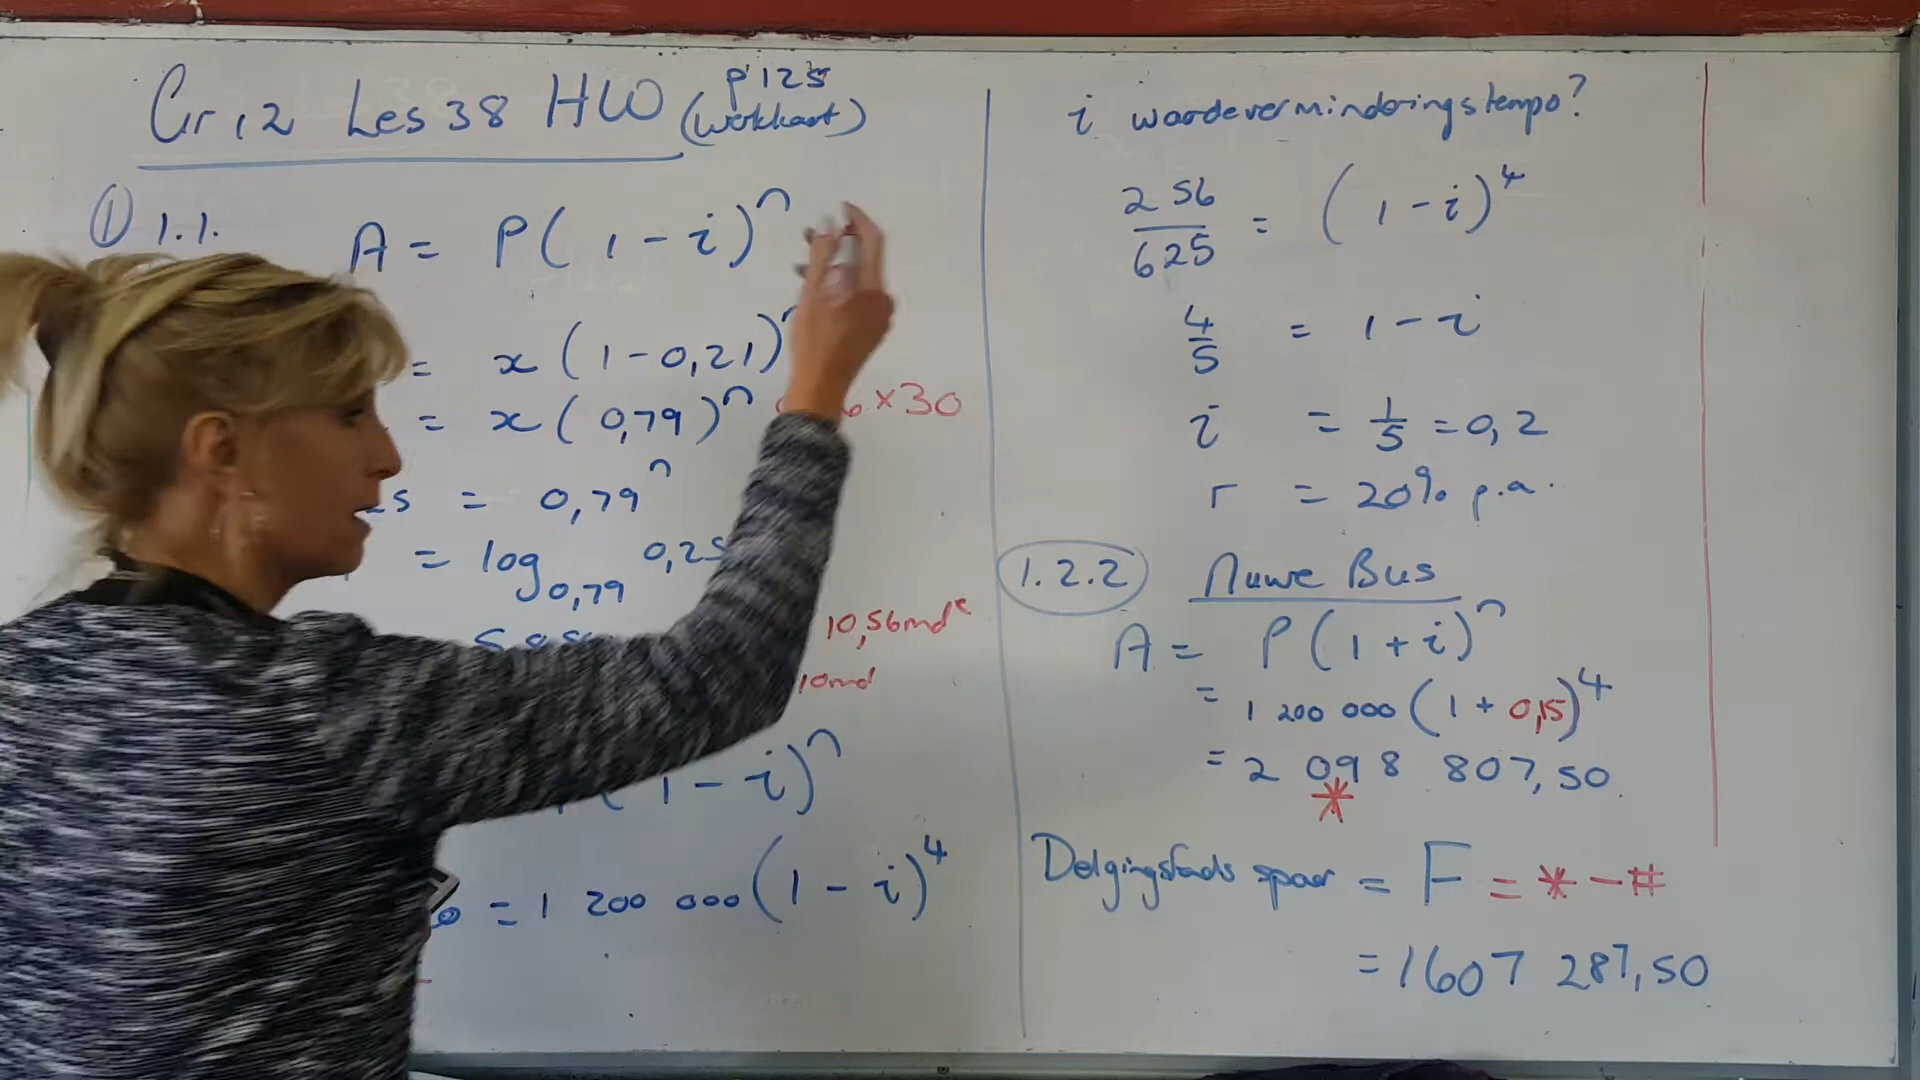 Gr 12 Les 38 HW (p125 Werkkaart)
① 1.1. A = P(1-i)ⁿ
= x(1-0,21)ⁿ
= x(0,79)ⁿ
×30
= 0,79ⁿ
= log₀,₇₉ 0,25
10,56mde
10md
1-i)ⁿ
= 1 200 000(1-i)⁴
i waardeverminderingstempo?
256/625 = (1-i)⁴
4/5 = 1-i
i = 1/5 = 0,2
r = 20% p.a.
1.2.2 Nuwe Bus
A = P(1+i)ⁿ
= 1 200 000(1+0,15)⁴
= 2 098 807,50
*
Delgingsfonds spaar = F = * - #
= 1607 287,50